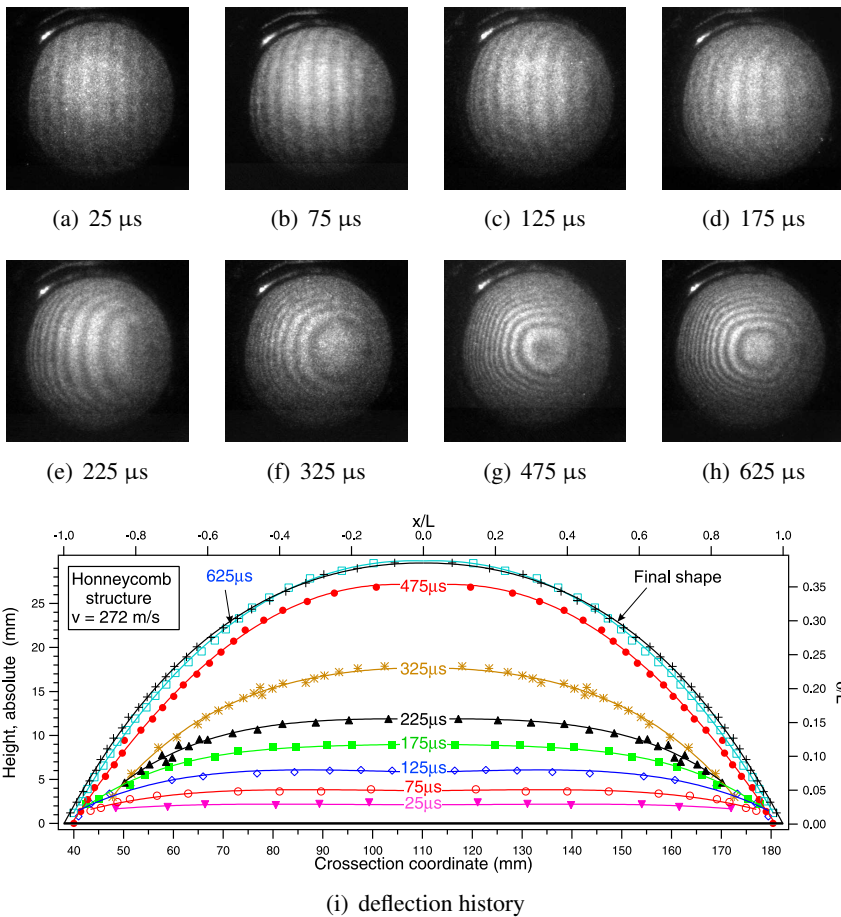 (a) 25 µs
(b) 75 µs
(c) 125 µs
(d) 175 µs
(e) 225 µs
(f) 325 µs
(g) 475 µs
(h) 625 µs
x/L
-1.0 -0.8 -0.6 -0.4 -0.2 0.0 0.2 0.4 0.6 0.8 1.0
Honneycomb
structure
v = 272 m/s
625µs
475µs
Final shape
325µs
225µs
175µs
125µs
75µs
25µs
Height, absolute (mm)
25
20
15
10
5
0
0.35
0.30
0.25
0.20
0.15
0.10
0.05
0.00
40 50 60 70 80 90 100 110 120 130 140 150 160 170 180
Crossection coordinate (mm)
(i) deflection history